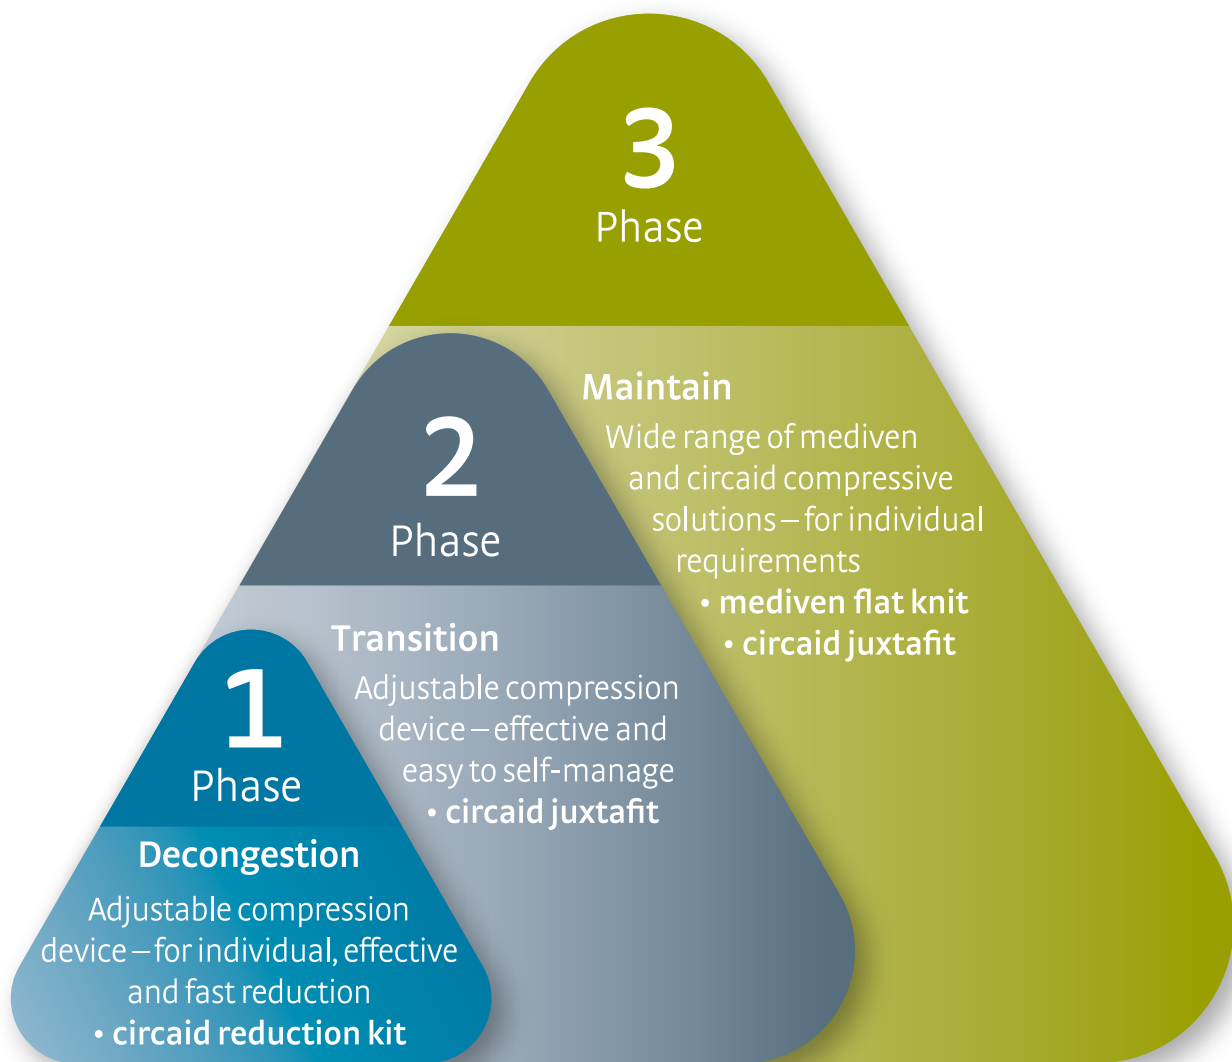 3
Phase
Maintain
Wide range of mediven
and circaid compressive
solutions – for individual
requirements
• mediven flat knit
• circaid juxtafit
2
Phase
Transition
Adjustable compression
device – effective and
easy to self-manage
• circaid juxtafit
1
Phase
Decongestion
Adjustable compression
device – for individual, effective
and fast reduction
• circaid reduction kit